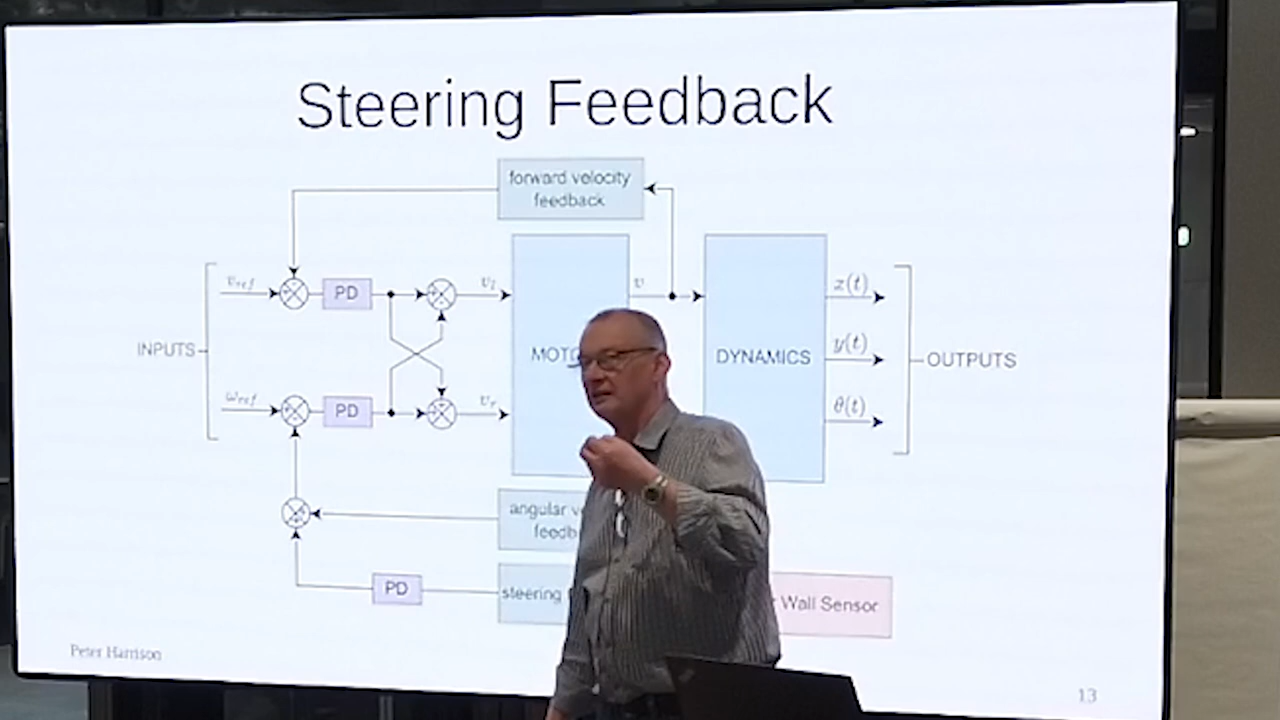 Steering Feedback
forward velocity
feedback
v_ref
PD
v_l
v
x(t)
INPUTS
DYNAMICS
y(t)
OUTPUTS
ω_ref
PD
v_r
θ(t)
angular
PD
steering
Wall Sensor
Peter Harrison
13